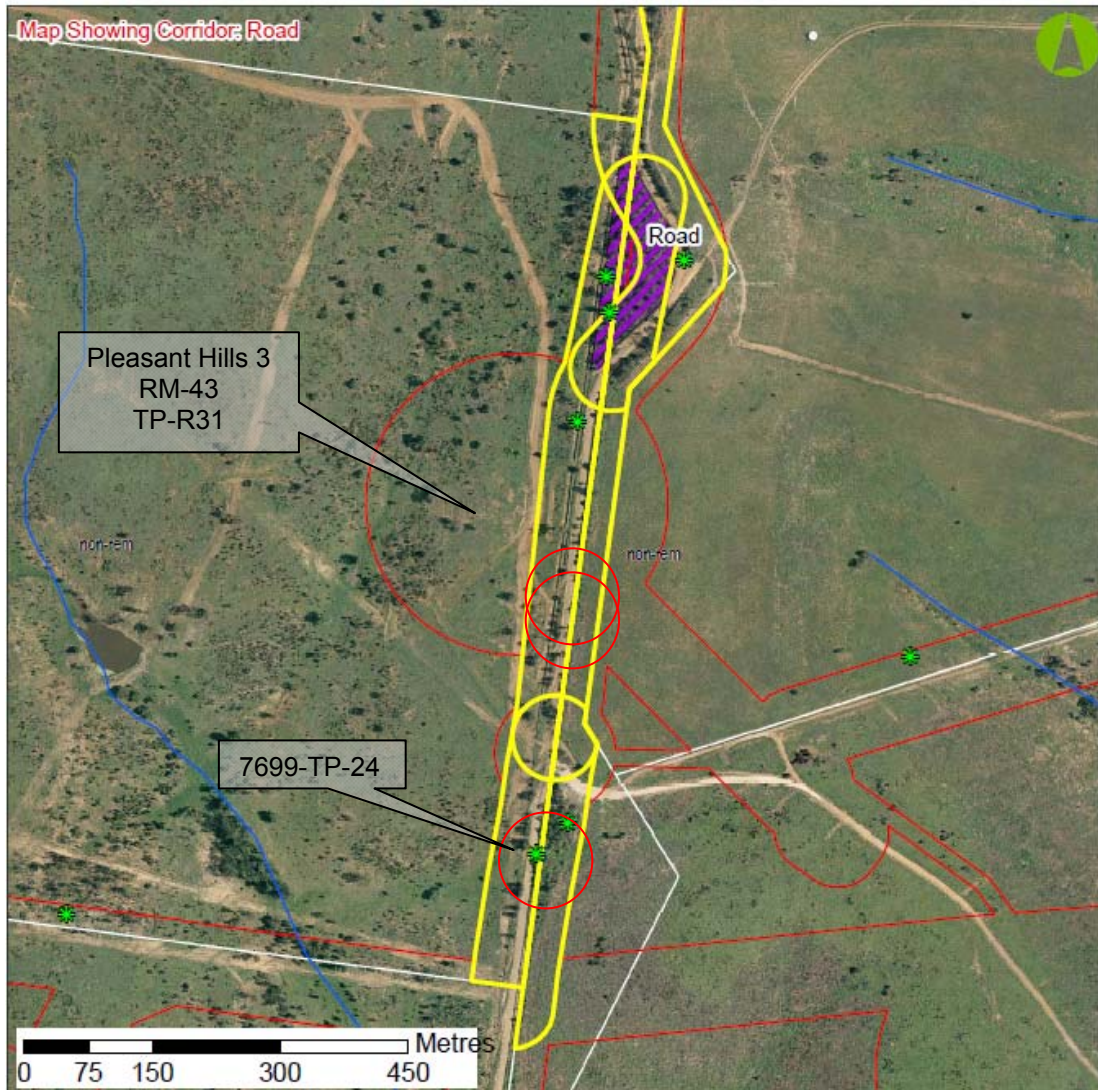 Map Showing Corridor: Road
Road
Pleasant Hills 3
RM-43
TP-R31
non-rem
non-rem
7699-TP-24
Metres
0 75 150 300 450